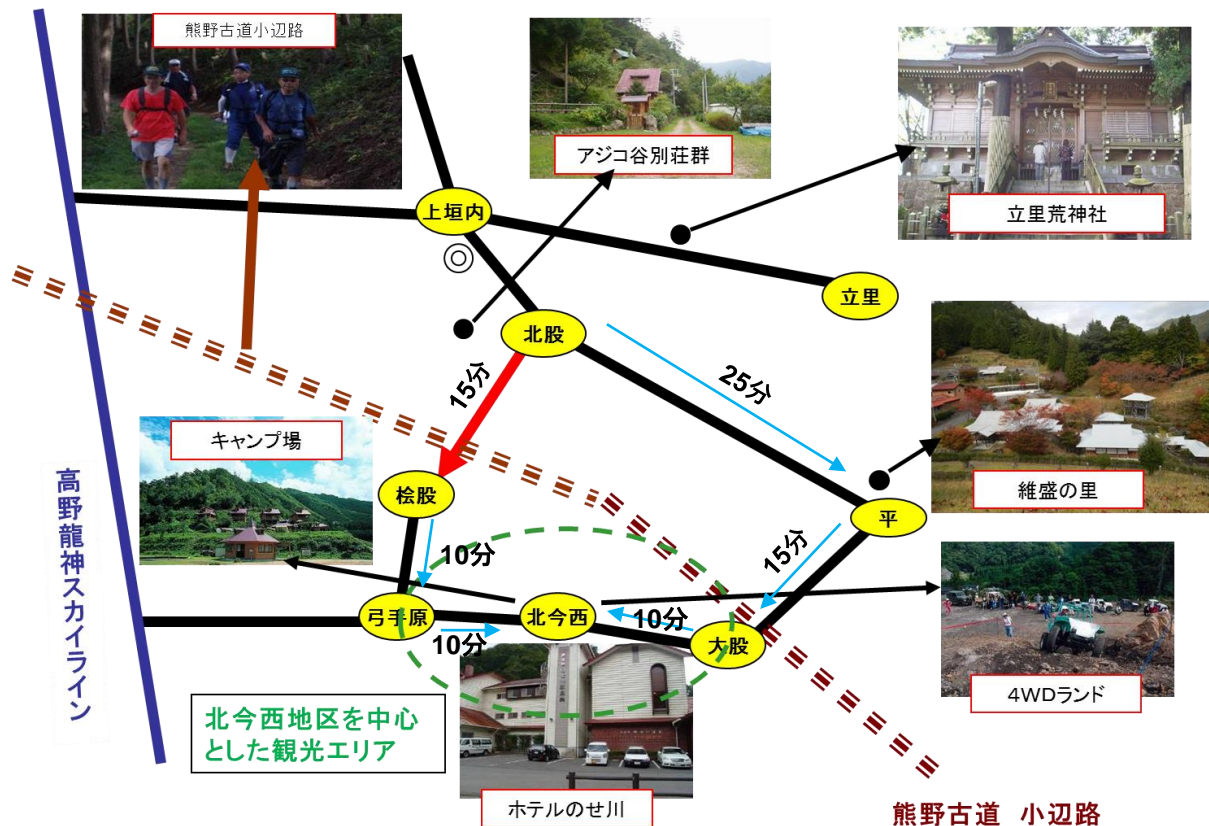 熊野古道小辺路
アジコ谷別荘群
立里荒神社
上垣内
立里
北股
15分
25分
キャンプ場
維盛の里
高野龍神スカイライン
桧股
平
10分
15分
弓手原
北今西
10分
大股
10分
4WDランド
北今西地区を中心
とした観光エリア
ホテルのせ川
熊野古道 小辺路